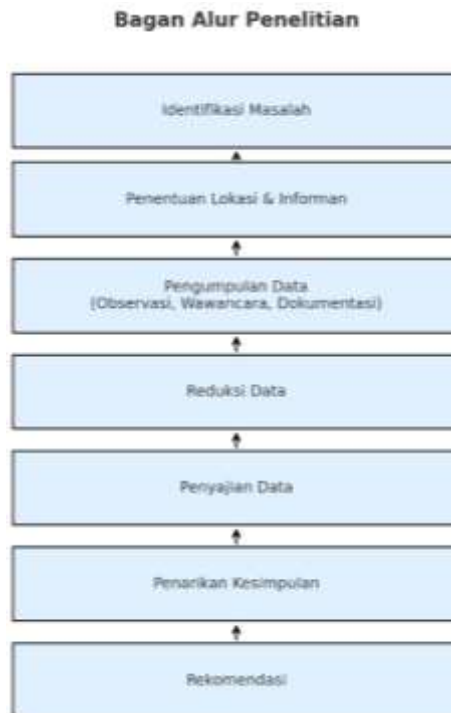 Bagan Alur Penelitian
Identifikasi Masalah
Penentuan Lokasi & Informan
Pengumpulan Data
(Observasi, Wawancara, Dokumentasi)
Reduksi Data
Penyajian Data
Penarikan Kesimpulan
Rekomendasi